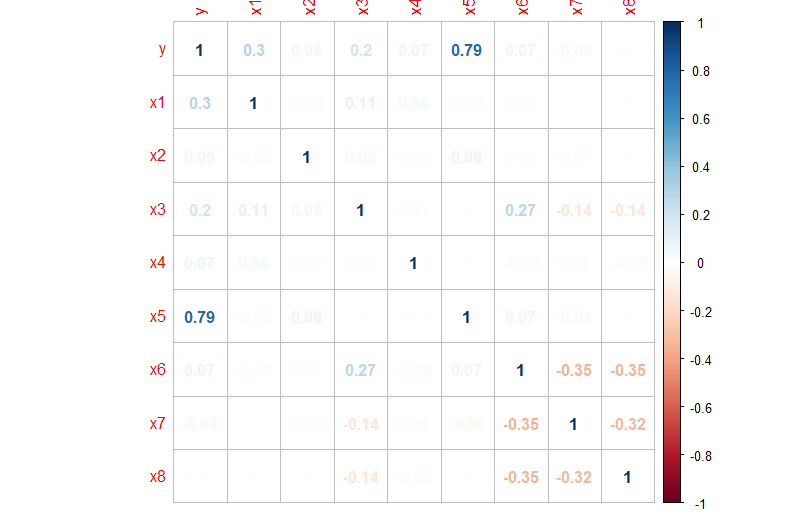 y x1 x2 x3 x4 x5 x6 x7 x8
y 1 0.3 0.06 0.2 0.07 0.79 0.07 -0.04
x1 0.3 1 -0.02 0.11 0.04 -0.03 -0.01
x2 0.06 -0.02 1 0.05 0.08
x3 0.2 0.11 0.05 1 0.01 0.27 -0.14 -0.14
x4 0.07 0.04 0.02 0.01 1 -0.02 0.02 -0.02
x5 0.79 -0.03 0.08 1 0.07 -0.04
x6 0.07 -0.01 0.27 -0.02 0.07 1 -0.35 -0.35
x7 -0.04 -0.01 -0.14 0.02 -0.04 -0.35 1 -0.32
x8 -0.14 -0.02 -0.35 -0.32 1
1
0.8
0.6
0.4
0.2
0
-0.2
-0.4
-0.6
-0.8
-1